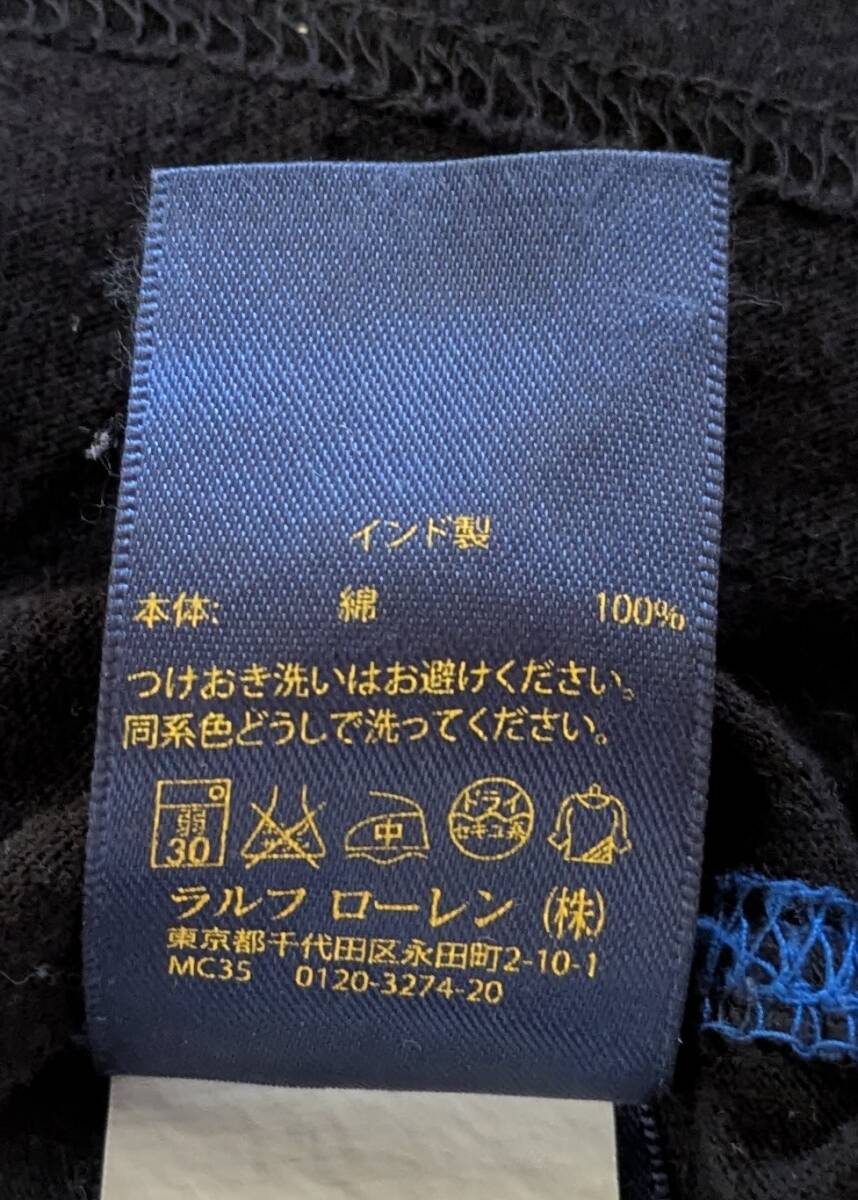 インド製
本体: 綿 100%
つけおき洗いはお避けください。
同系色どうしで洗ってください。
弱 30
中
ドライ
セキユ系
ラルフ ローレン (株)
東京都千代田区永田町2-10-1
MC35 0120-3274-20